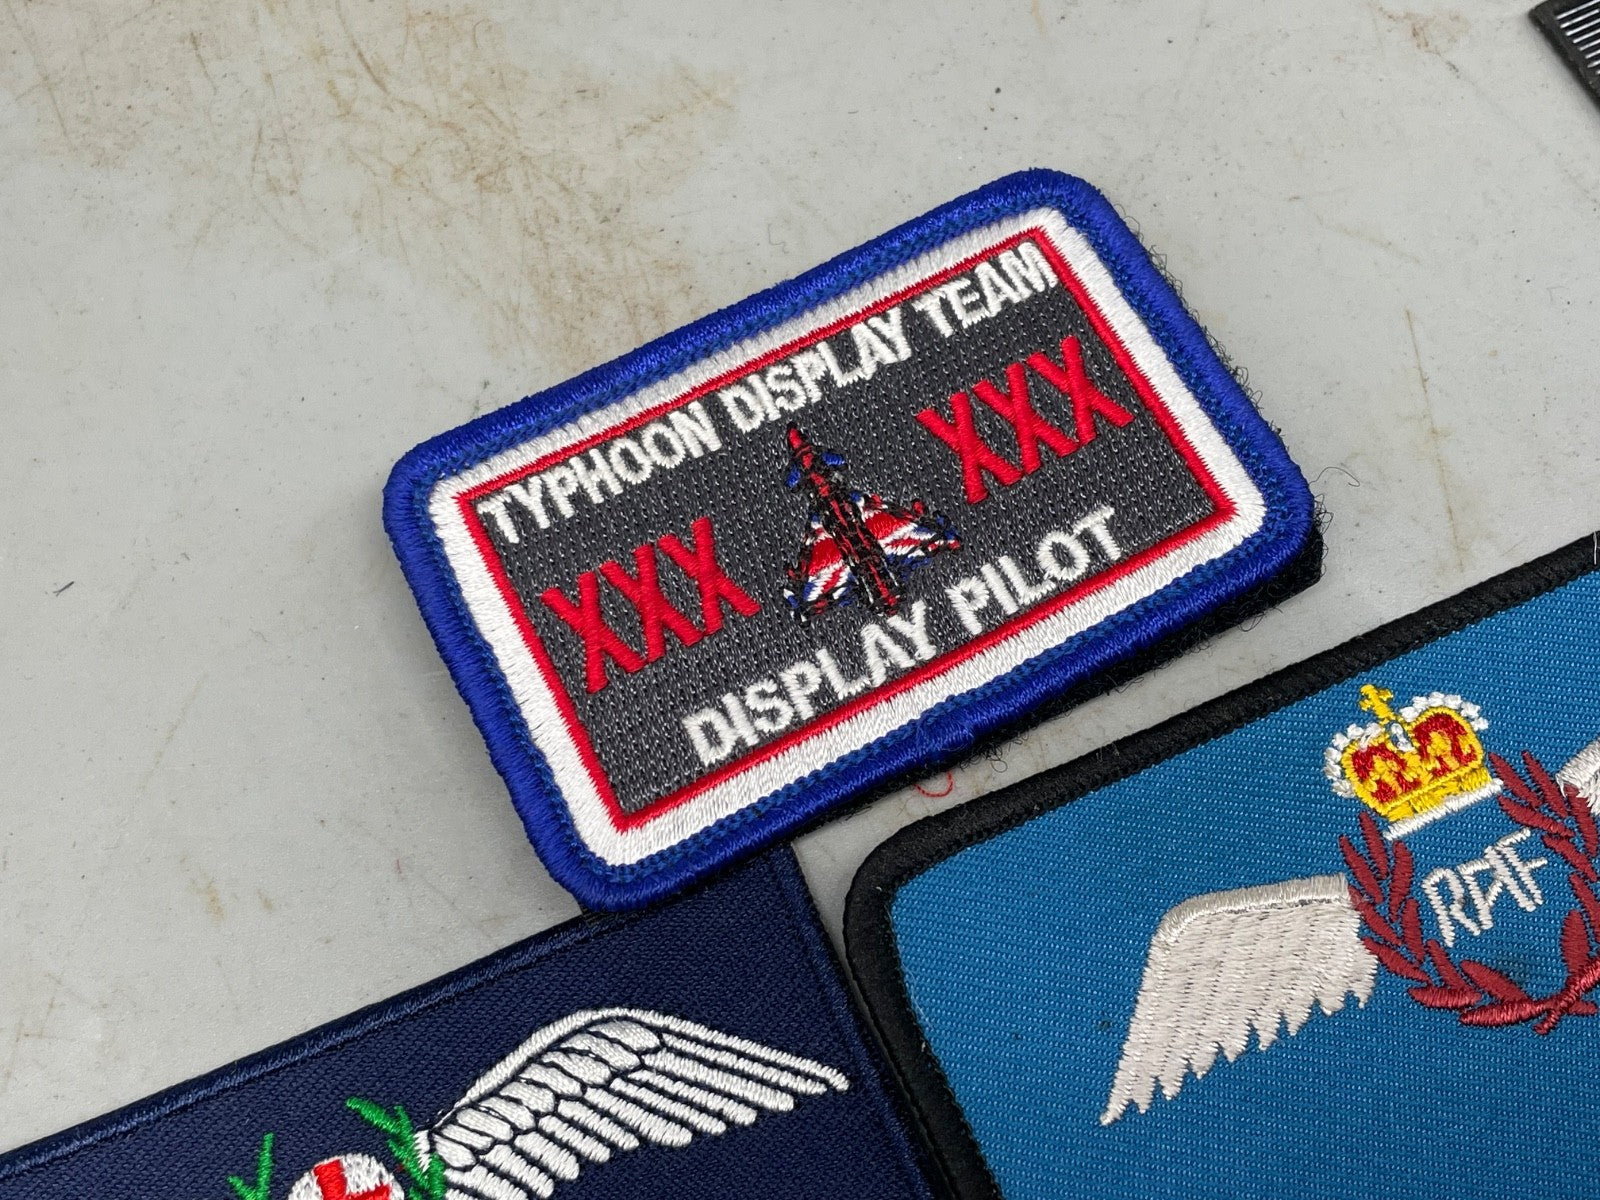 TYPHOON DISPLAY TEAM
XXX XXX
DISPLAY PILOT
RAF